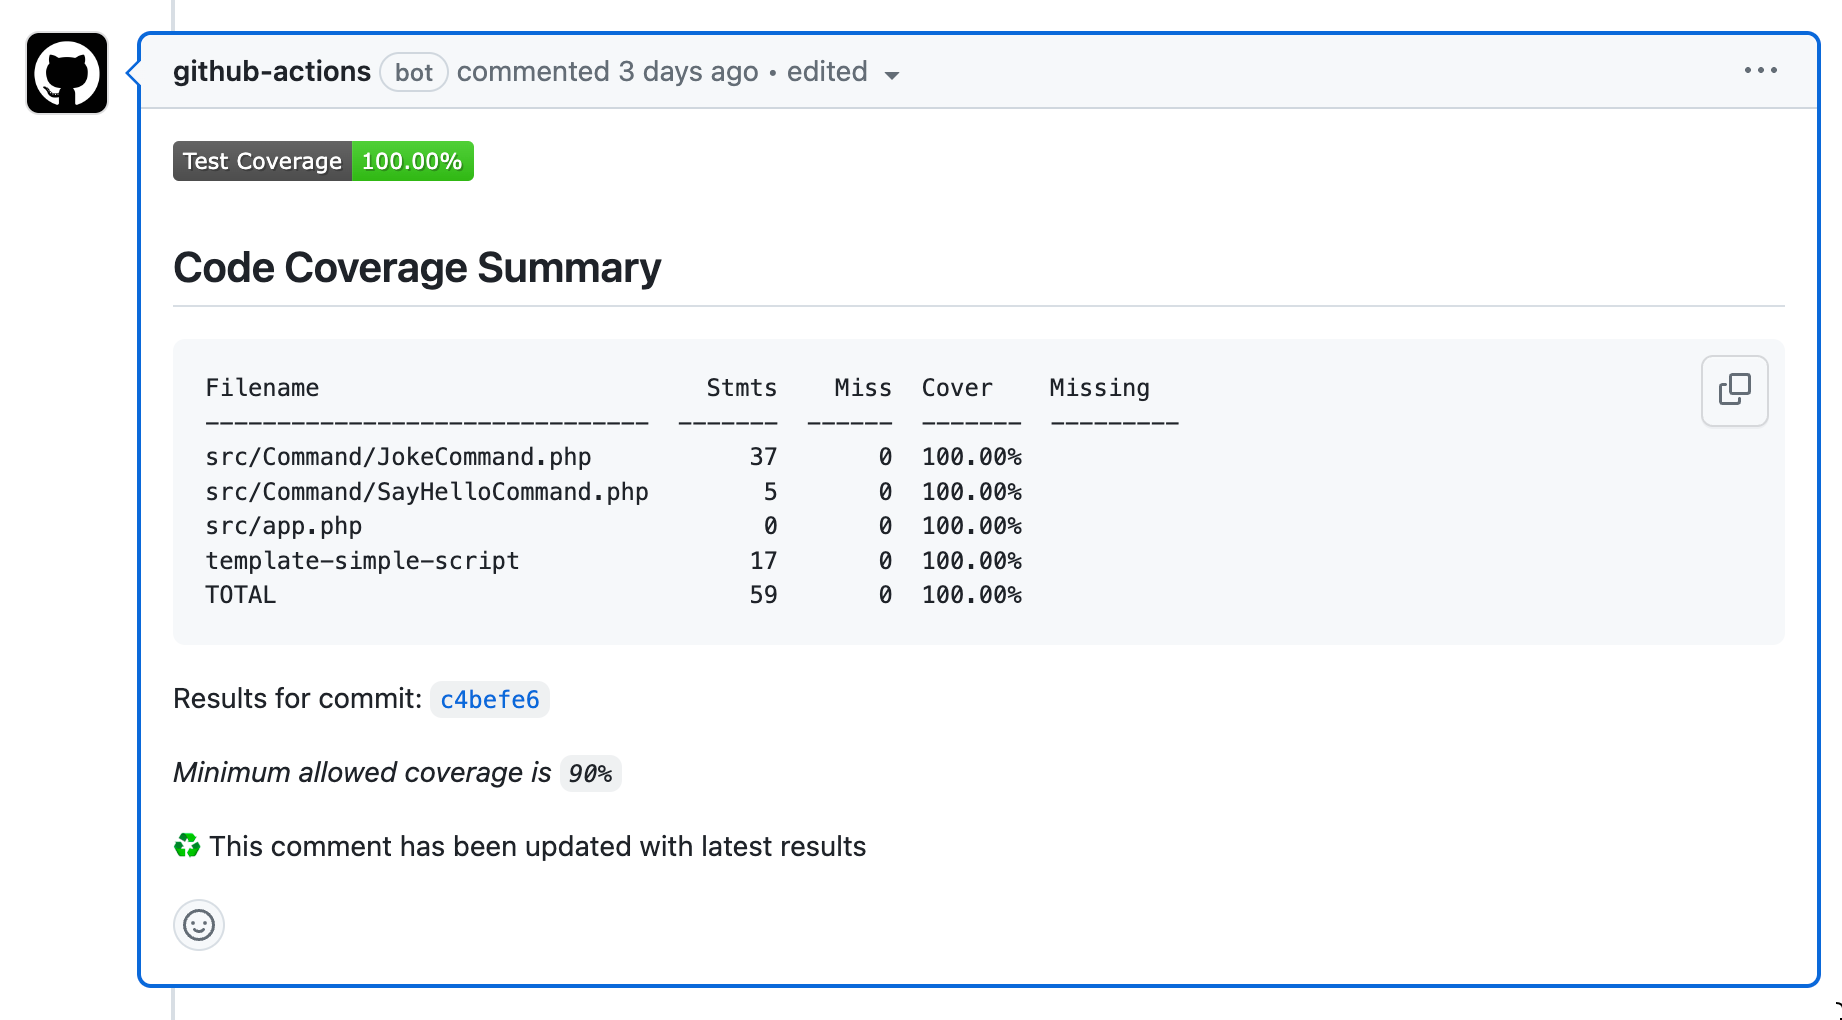 github-actions bot commented 3 days ago • edited
Test Coverage 100.00%
Code Coverage Summary
Filename                         Stmts    Miss  Cover    Missing
-------------------------------  -------  ------  -------  ---------
src/Command/JokeCommand.php           37       0  100.00%
src/Command/SayHelloCommand.php        5       0  100.00%
src/app.php                            0       0  100.00%
template-simple-script                17       0  100.00%
TOTAL                                 59       0  100.00%
Results for commit: c4befe6
Minimum allowed coverage is 90%
♻️ This comment has been updated with latest results